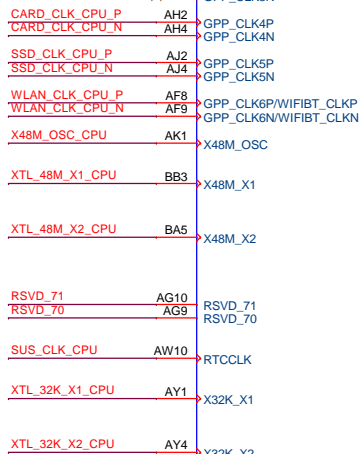 CARD_CLK_CPU_P AH2 GPP_CLK4P
CARD_CLK_CPU_N AH4 GPP_CLK4N
SSD_CLK_CPU_P AJ2 GPP_CLK5P
SSD_CLK_CPU_N AJ4 GPP_CLK5N
WLAN_CLK_CPU_P AF8 GPP_CLK6P/WIFIBT_CLKP
WLAN_CLK_CPU_N AF9 GPP_CLK6N/WIFIBT_CLKN
X48M_OSC_CPU AK1 X48M_OSC
XTL_48M_X1_CPU BB3 X48M_X1
XTL_48M_X2_CPU BA5 X48M_X2
RSVD_71 AG10 RSVD_71
RSVD_70 AG9 RSVD_70
SUS_CLK_CPU AW10 RTCCLK
XTL_32K_X1_CPU AY1 X32K_X1
XTL_32K_X2_CPU AY4 X32K_X2